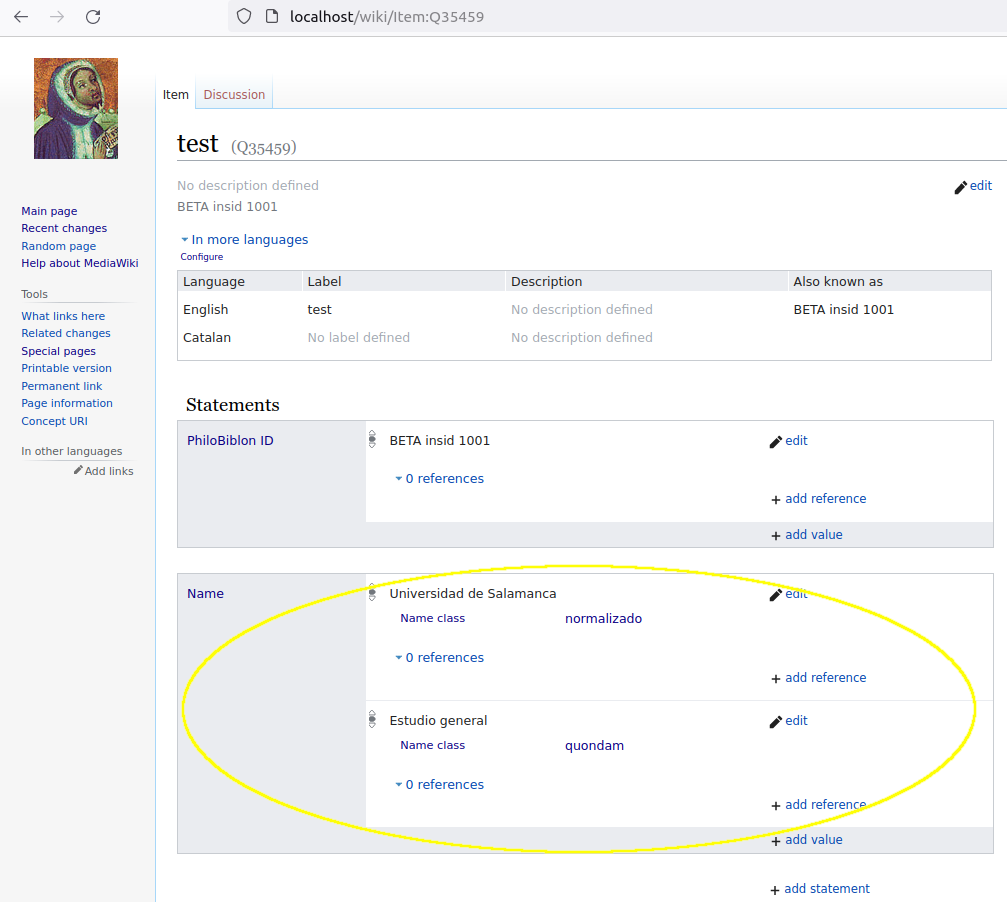 localhost/wiki/Item:Q35459
Item Discussion
test (Q35459)
No description defined
edit
BETA insid 1001
In more languages
Configure
Language Label Description Also known as
English test No description defined BETA insid 1001
Catalan No label defined No description defined
Main page
Recent changes
Random page
Help about MediaWiki
Tools
What links here
Related changes
Special pages
Printable version
Permanent link
Page information
Concept URI
In other languages
Add links
Statements
PhiloBiblon ID
BETA insid 1001
edit
0 references
+ add reference
+ add value
Name
Universidad de Salamanca
edit
Name class normalizado
0 references
+ add reference
Estudio general
edit
Name class quondam
0 references
+ add reference
+ add value
+ add statement